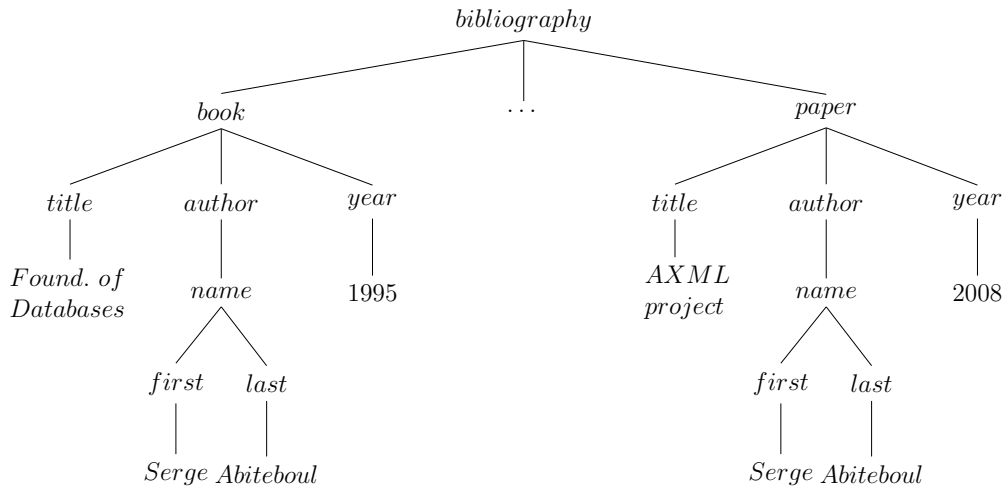 bibliography
book ... paper
title author year title author year
Found. of
Databases name 1995 AXML
project name 2008
first last first last
Serge Abiteboul Serge Abiteboul